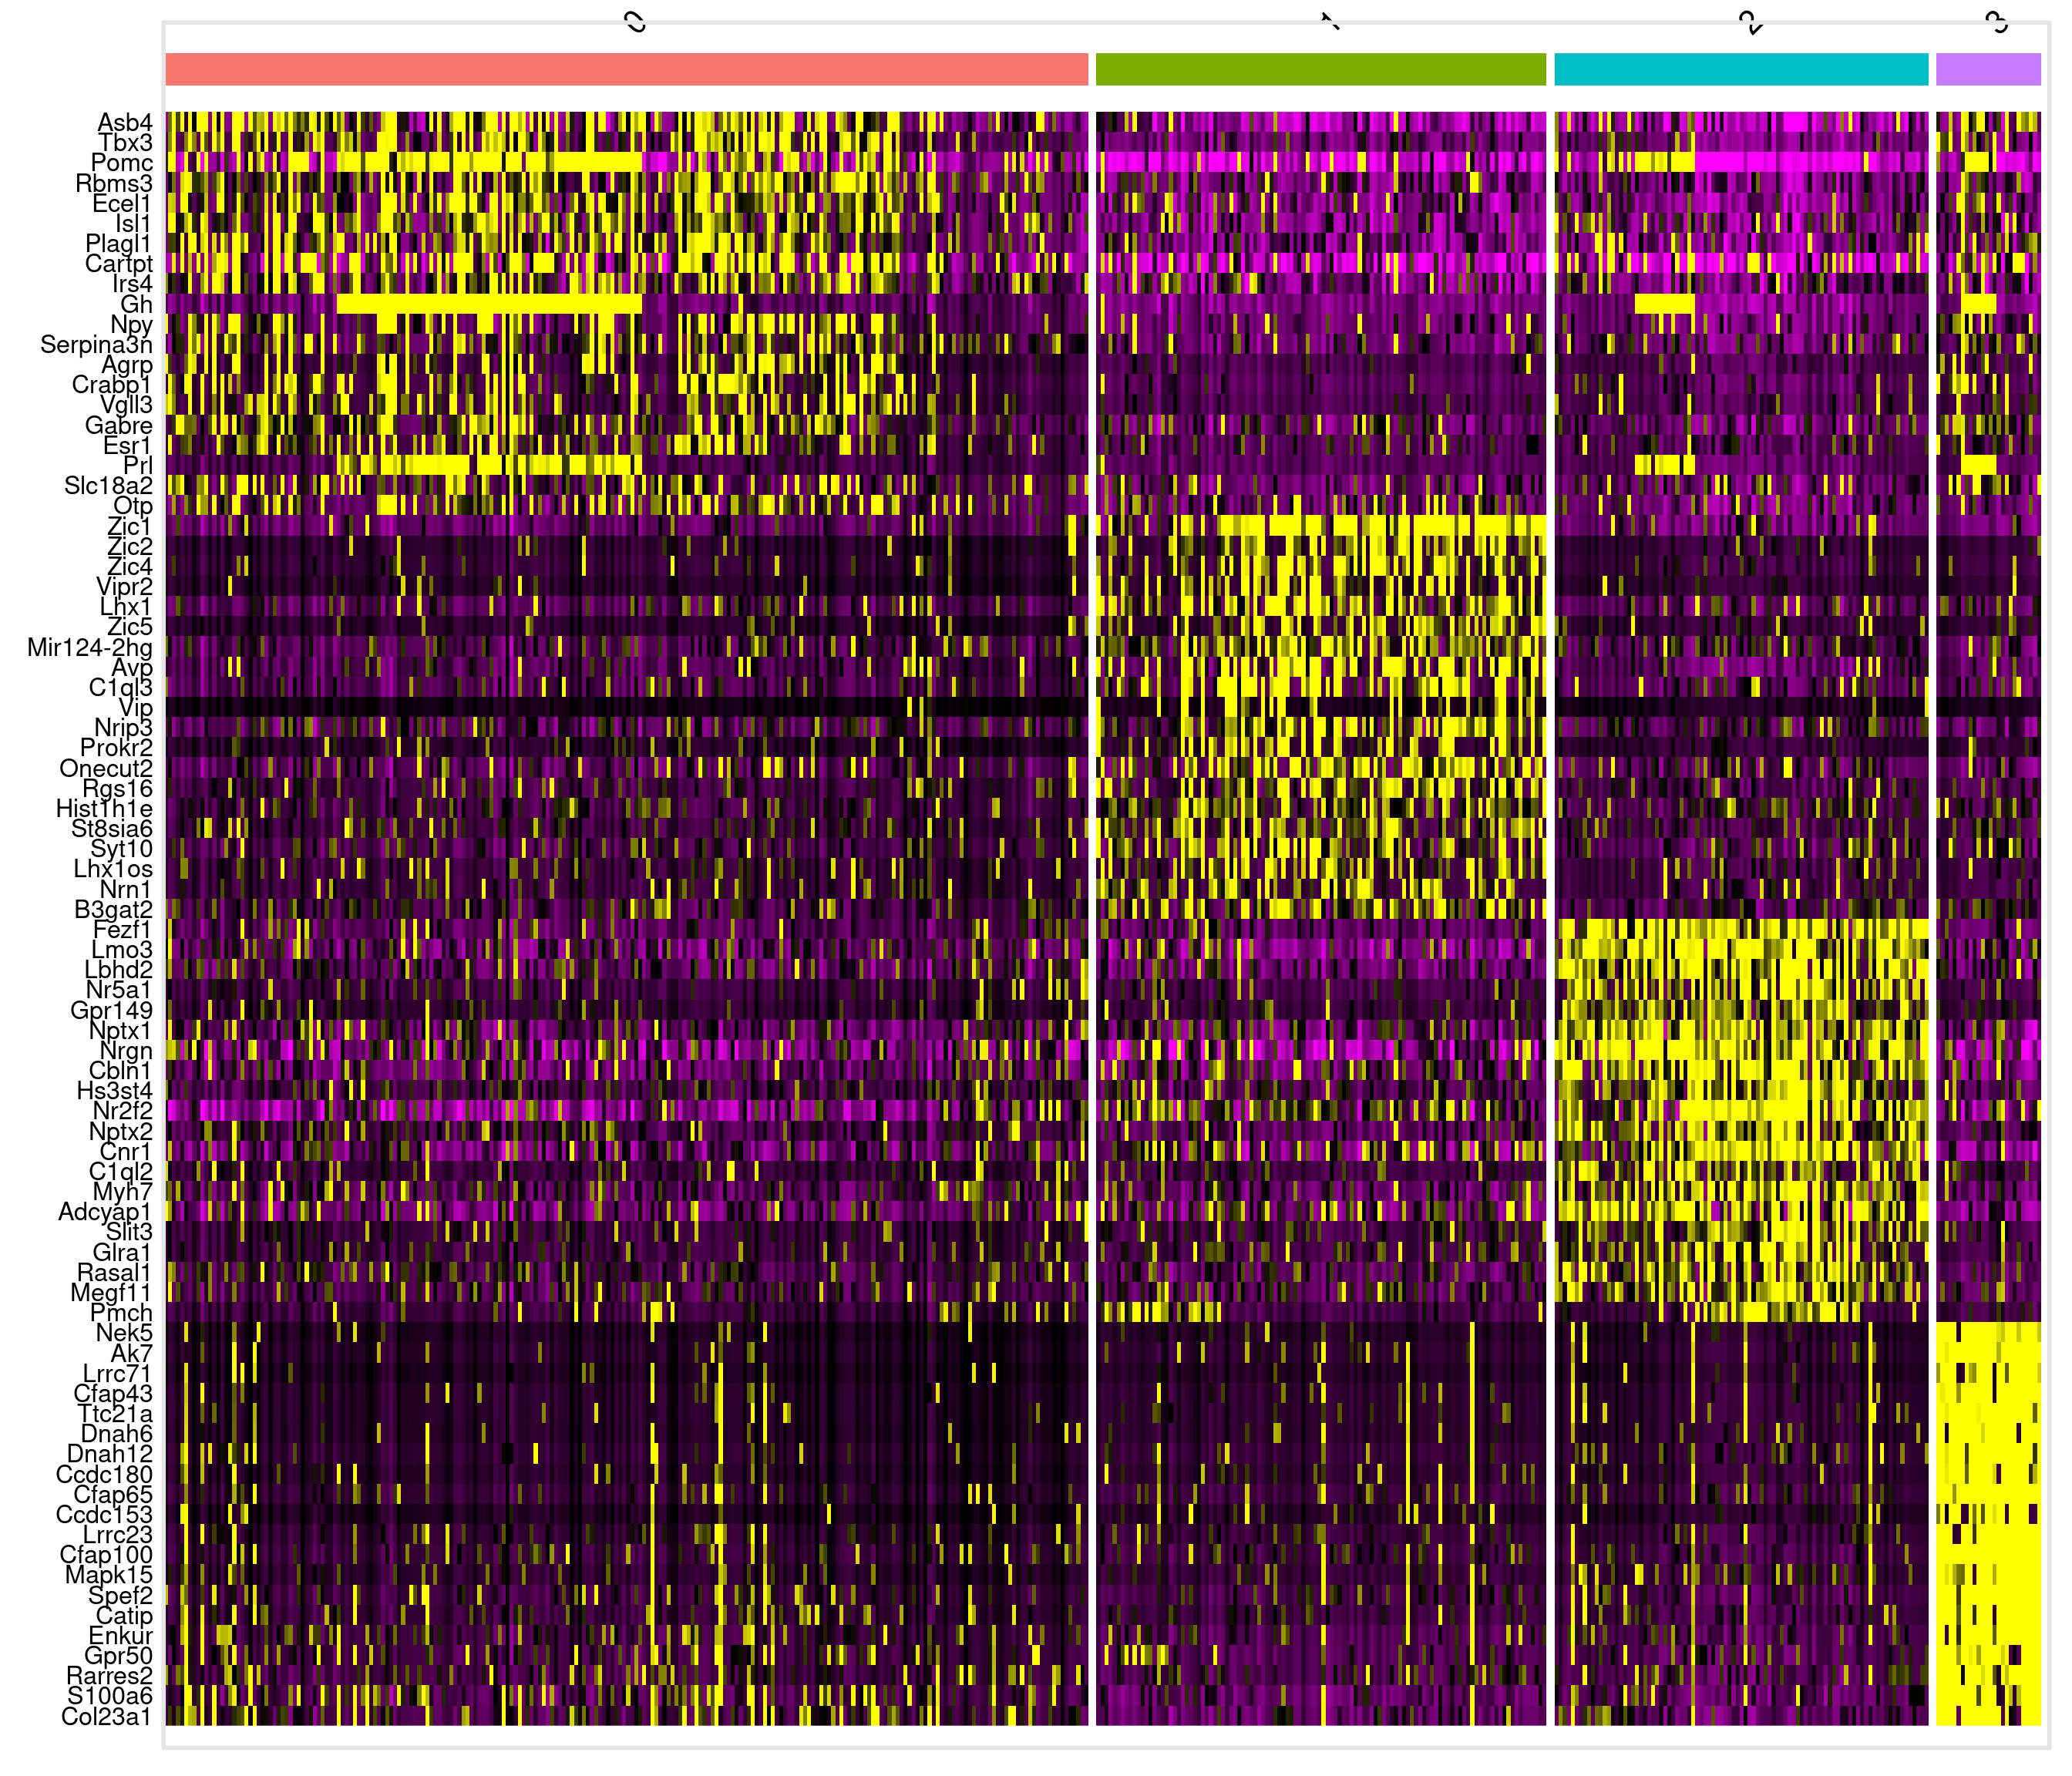 0 1 2 3
Asb4
Tbx3
Pomc
Rbms3
Ecel1
Isl1
Plagl1
Cartpt
Irs4
Gh
Npy
Serpina3n
Agrp
Crabp1
Vgll3
Gabre
Esr1
Prl
Slc18a2
Otp
Zic1
Zic2
Zic4
Vipr2
Lhx1
Zic5
Mir124-2hg
Avp
C1ql3
Vip
Nrip3
Prokr2
Onecut2
Rgs16
Hist1h1e
St8sia6
Syt10
Lhx1os
Nrn1
B3gat2
Fezf1
Lmo3
Lbhd2
Nr5a1
Gpr149
Nptx1
Nrgn
Cbln1
Hs3st4
Nr2f2
Nptx2
Cnr1
C1ql2
Myh7
Adcyap1
Slit3
Glra1
Rasal1
Megf11
Pmch
Nek5
Ak7
Lrrc71
Cfap43
Ttc21a
Dnah6
Dnah12
Ccdc180
Cfap65
Ccdc153
Lrrc23
Cfap100
Mapk15
Spef2
Catip
Enkur
Gpr50
Rarres2
S100a6
Col23a1